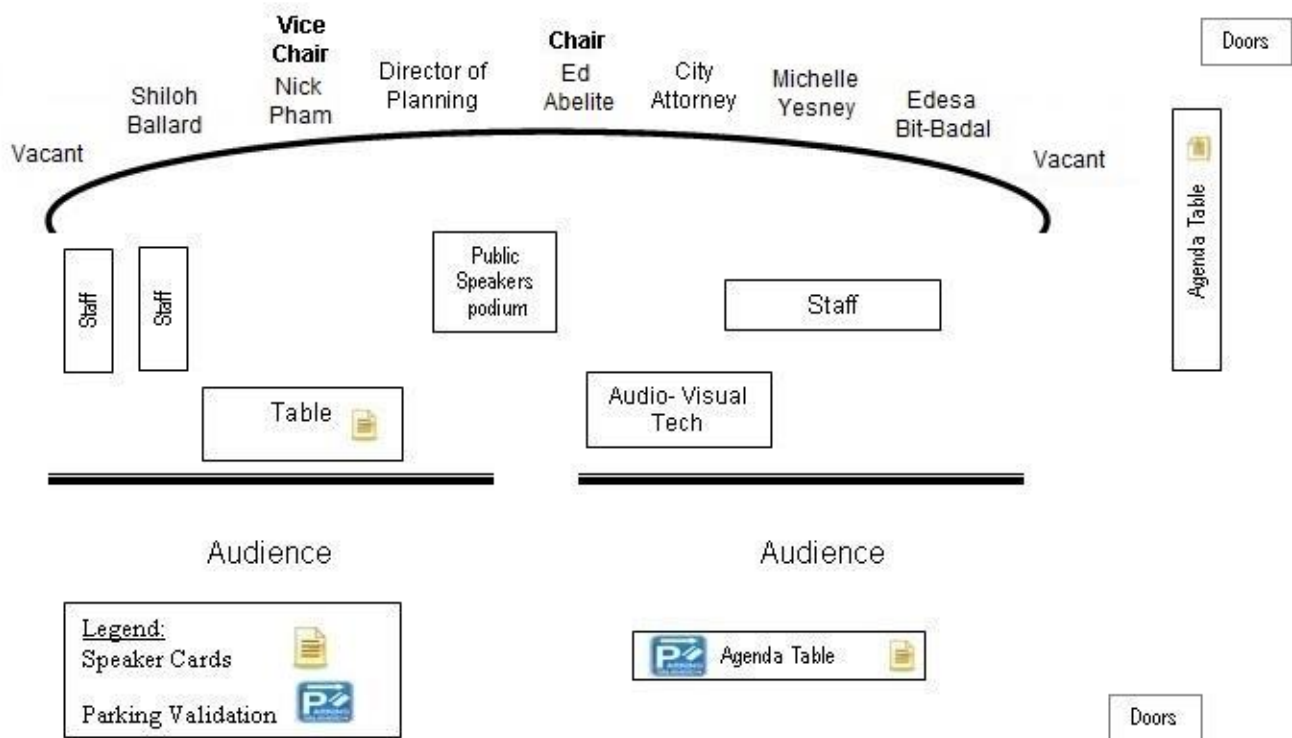 Vice
Chair
Nick
Pham
Chair
Ed
Abelite
Doors
Director of
Planning
City
Attorney
Michelle
Yesney
Shiloh
Ballard
Edesa
Bit-Badal
Vacant
Vacant
Agenda Table
Staff
Staff
Public
Speakers
podium
Staff
Table
Audio- Visual
Tech
Audience
Audience
Legend:
Speaker Cards
Parking Validation
Agenda Table
Doors